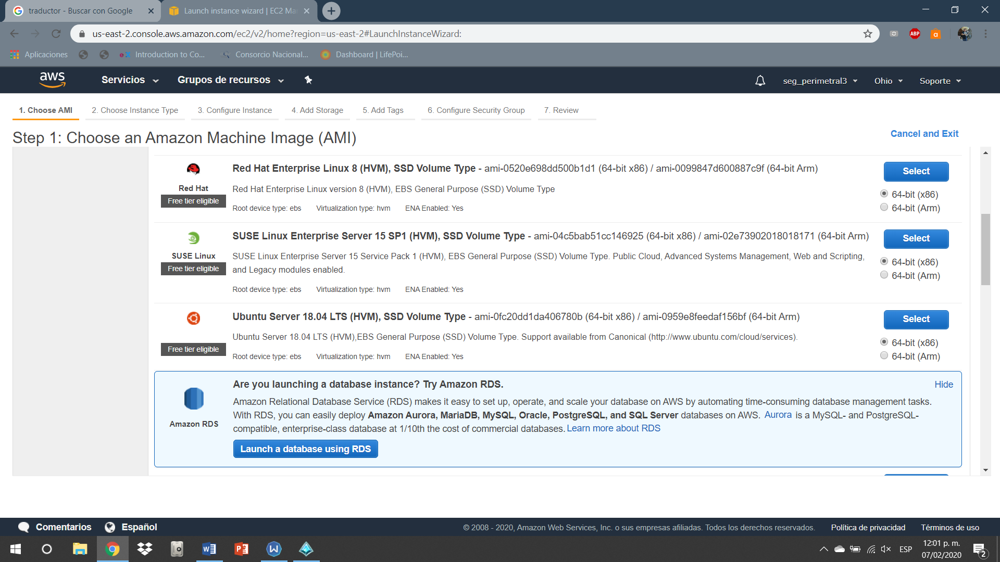 traductor - Buscar con Google
Launch instance wizard | EC2 Ma
us-east-2.console.aws.amazon.com/ec2/v2/home?region=us-east-2#LaunchInstanceWizard:
ABP
a
Aplicaciones
Introduction to Co...
Consorcio Nacional...
Dashboard | LifePoi...
aws
Servicios
Grupos de recursos
seg_perimetral3
Ohio
Soporte
1. Choose AMI
2. Choose Instance Type
3. Configure Instance
4. Add Storage
5. Add Tags
6. Configure Security Group
7. Review
Step 1: Choose an Amazon Machine Image (AMI)
Cancel and Exit
Red Hat
Free tier eligible
Red Hat Enterprise Linux 8 (HVM), SSD Volume Type - ami-0520e698dd500b1d1 (64-bit x86) / ami-0099847d600887c9f (64-bit Arm)
Red Hat Enterprise Linux version 8 (HVM), EBS General Purpose (SSD) Volume Type
Root device type: ebs
Virtualization type: hvm
ENA Enabled: Yes
Select
64-bit (x86)
64-bit (Arm)
SUSE Linux
Free tier eligible
SUSE Linux Enterprise Server 15 SP1 (HVM), SSD Volume Type - ami-04c5bab51cc146925 (64-bit x86) / ami-02e73902018018171 (64-bit Arm)
SUSE Linux Enterprise Server 15 Service Pack 1 (HVM), EBS General Purpose (SSD) Volume Type. Public Cloud, Advanced Systems Management, Web and Scripting,
and Legacy modules enabled.
Root device type: ebs
Virtualization type: hvm
ENA Enabled: Yes
Select
64-bit (x86)
64-bit (Arm)
Free tier eligible
Ubuntu Server 18.04 LTS (HVM), SSD Volume Type - ami-0fc20dd1da406780b (64-bit x86) / ami-0959e8feedaf156bf (64-bit Arm)
Ubuntu Server 18.04 LTS (HVM),EBS General Purpose (SSD) Volume Type. Support available from Canonical (http://www.ubuntu.com/cloud/services).
Root device type: ebs
Virtualization type: hvm
ENA Enabled: Yes
Select
64-bit (x86)
64-bit (Arm)
Amazon RDS
Are you launching a database instance? Try Amazon RDS.
Hide
Amazon Relational Database Service (RDS) makes it easy to set up, operate, and scale your database on AWS by automating time-consuming database management tasks.
With RDS, you can easily deploy Amazon Aurora, MariaDB, MySQL, Oracle, PostgreSQL, and SQL Server databases on AWS. Aurora is a MySQL- and PostgreSQL-
compatible, enterprise-class database at 1/10th the cost of commercial databases. Learn more about RDS
Launch a database using RDS
Comentarios
Español
© 2008 - 2020, Amazon Web Services, Inc. o sus empresas afiliadas. Todos los derechos reservados.
Política de privacidad
Términos de uso
ESP
12:01 p. m.
07/02/2020
2